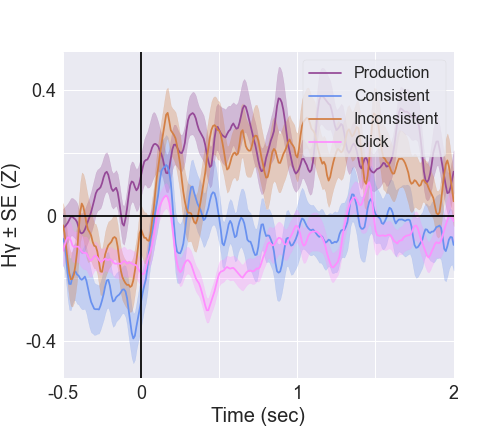 Production
Consistent
Inconsistent
Click
0.4
0
-0.4
Hγ ± SE (Z)
-0.5 0 1 2
Time (sec)